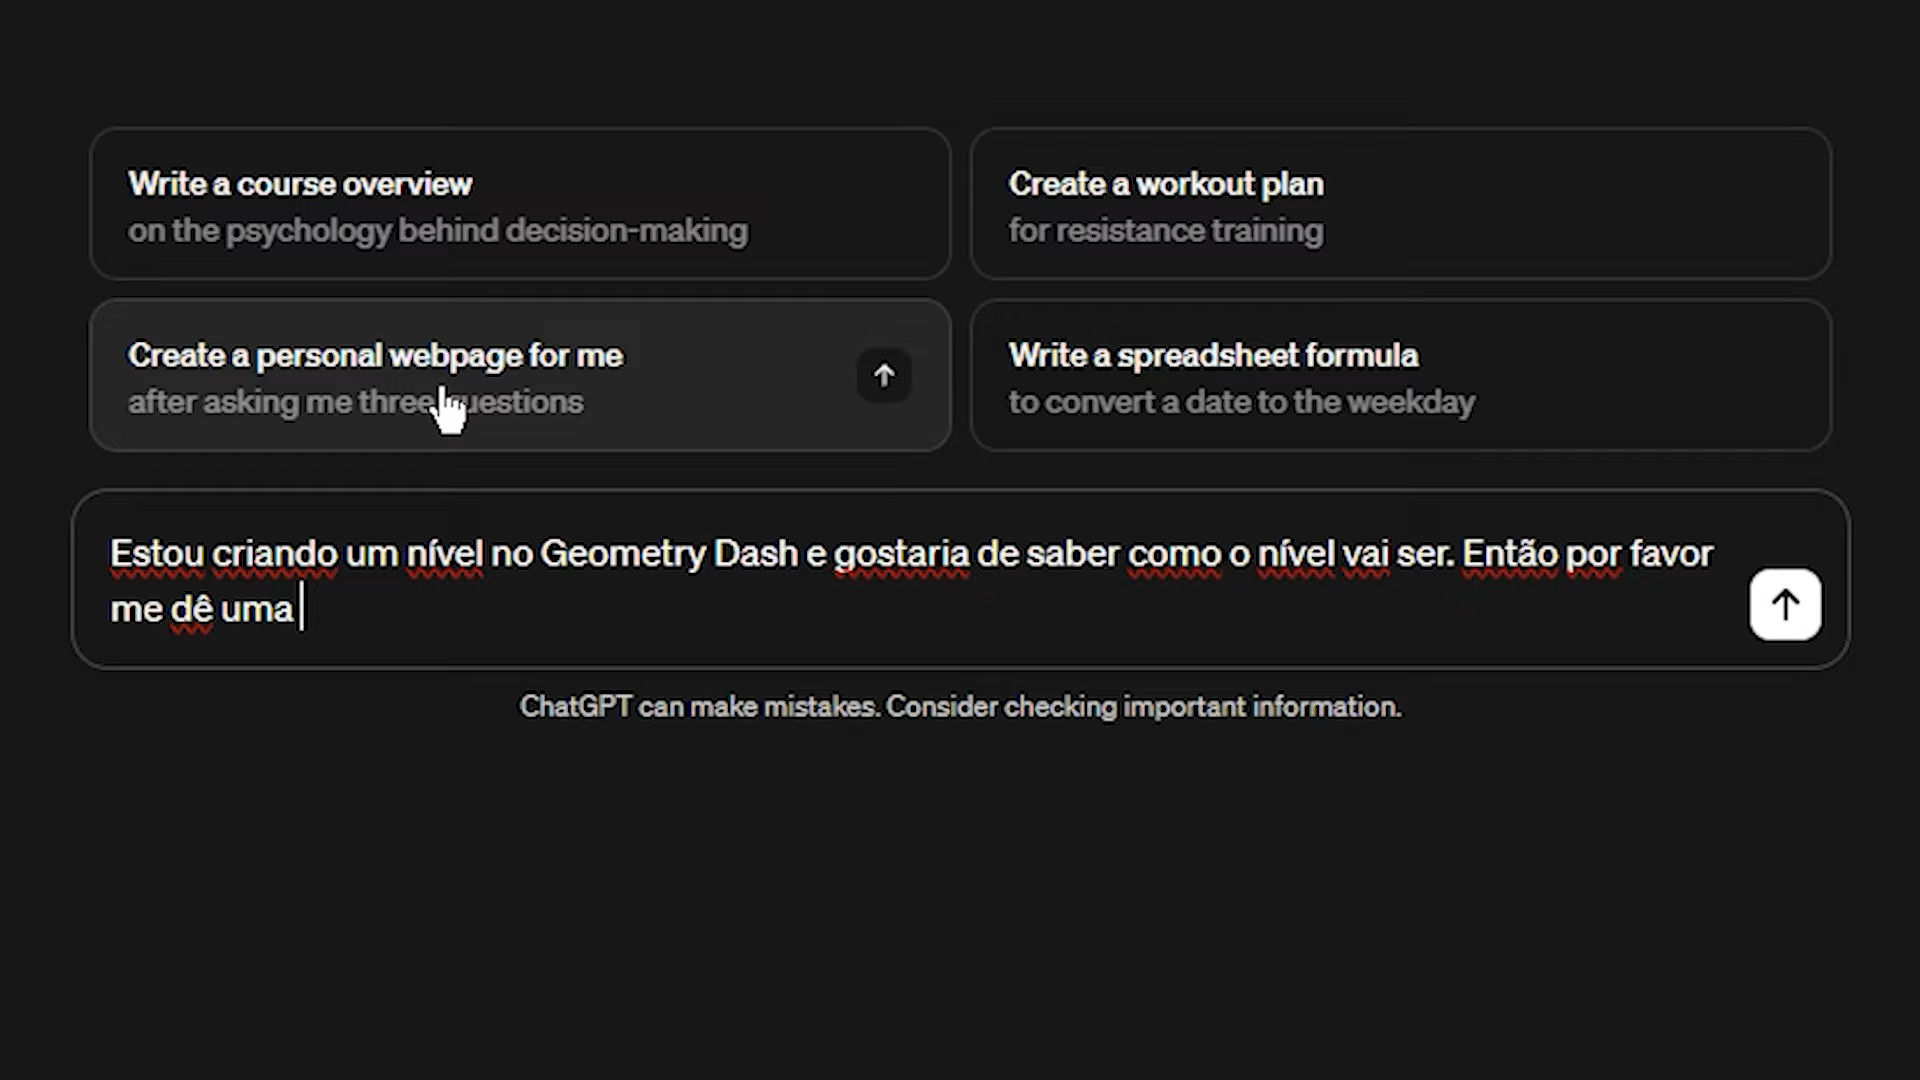 Write a course overview
on the psychology behind decision-making
Create a workout plan
for resistance training
Create a personal webpage for me
after asking me three questions
Write a spreadsheet formula
to convert a date to the weekday
Estou criando um nível no Geometry Dash e gostaria de saber como o nível vai ser. Então por favor
me dê uma
ChatGPT can make mistakes. Consider checking important information.